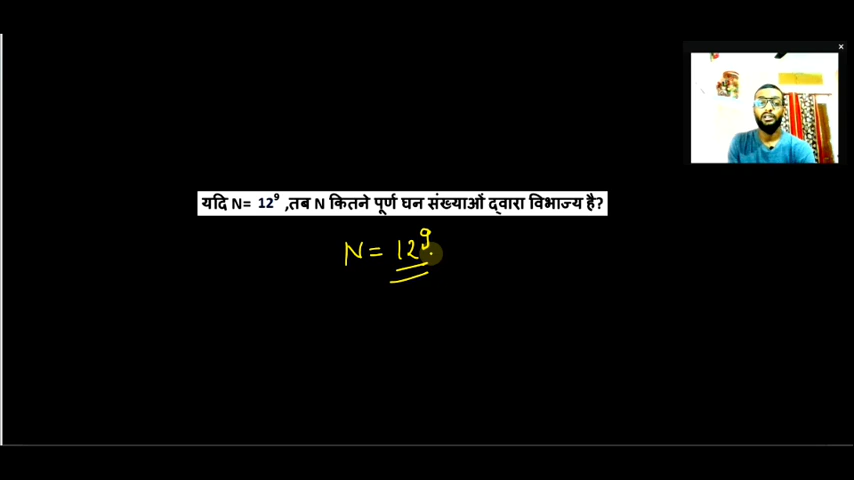 यदि N= 12⁹ ,तब N कितने पूर्ण घन संख्याओं द्वारा विभाज्य है?
N = 12⁹